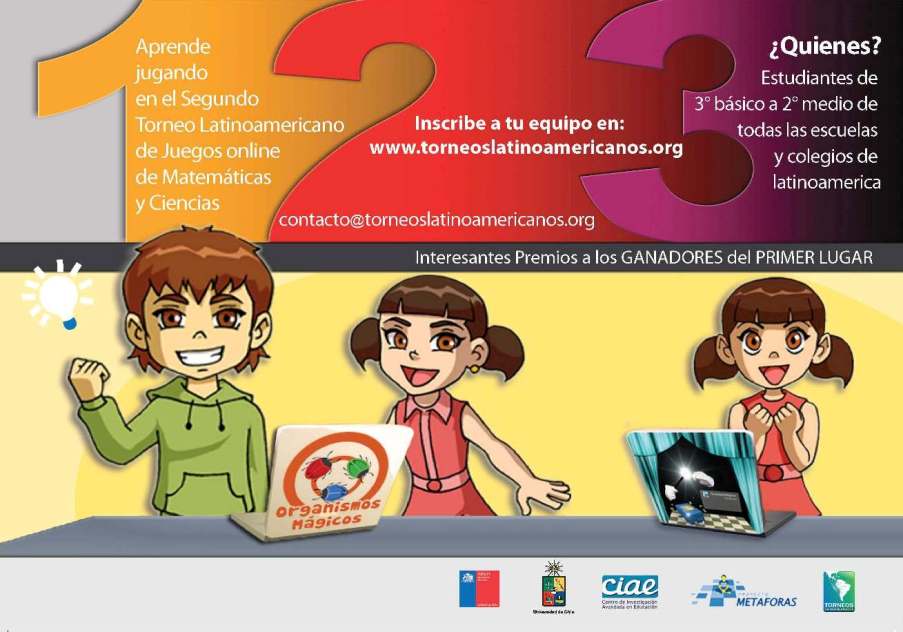 Aprende
jugando
en el Segundo
Torneo Latinoamericano
de Juegos online
de Matemáticas
y Ciencias
Inscribe a tu equipo en:
www.torneoslatinoamericanos.org
contacto@torneoslatinoamericanos.org
¿Quienes?
Estudiantes de
3° básico a 2° medio de
todas las escuelas
y colegios de
latinoamerica
Interesantes Premios a los GANADORES del PRIMER LUGAR
Organismos
Mágicos
Universidad de Chile
ciae
Centro de Investigación
Avanzada en Educación
METAFORAS
TORNEOS
1
2
3